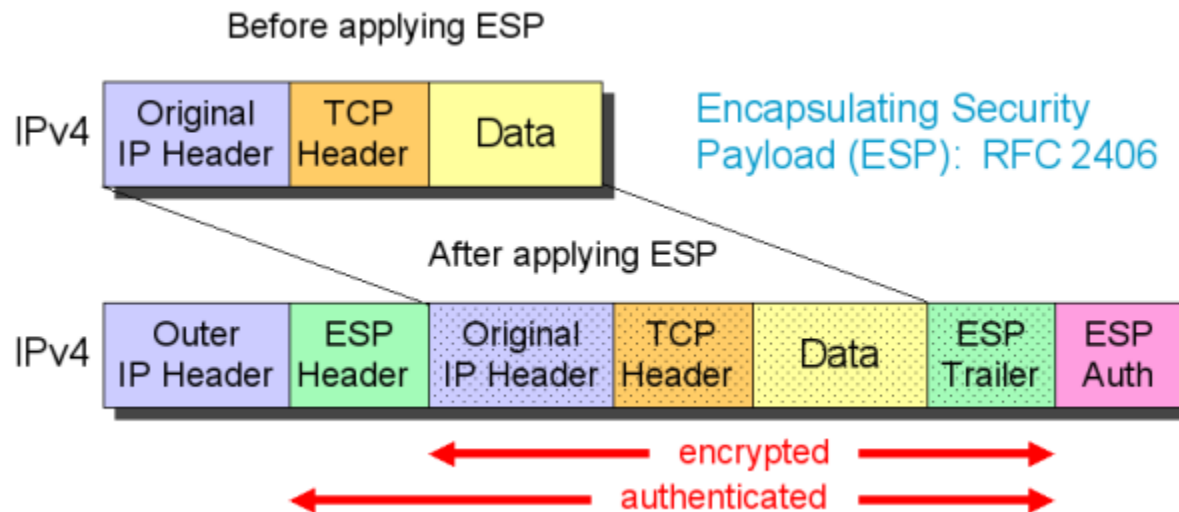 Before applying ESP
IPv4
Original
IP Header
TCP
Header
Data
Encapsulating Security
Payload (ESP): RFC 2406
After applying ESP
IPv4
Outer
IP Header
ESP
Header
Original
IP Header
TCP
Header
Data
ESP
Trailer
ESP
Auth
encrypted
authenticated